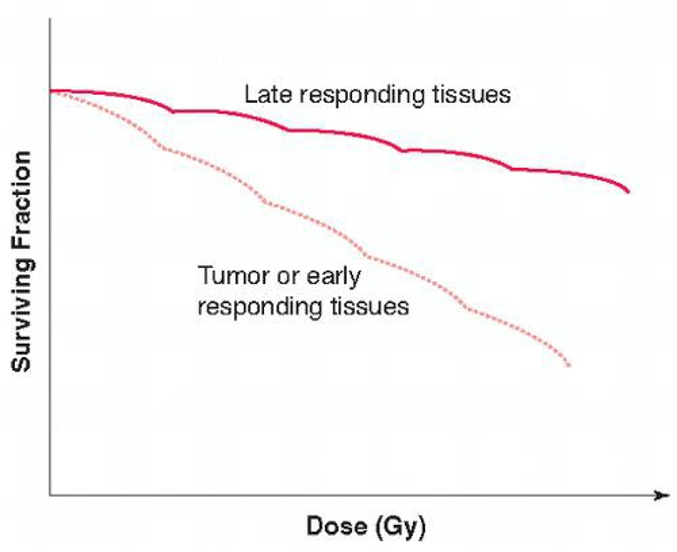 Late responding tissues
Surviving Fraction
Tumor or early
responding tissues
Dose (Gy)